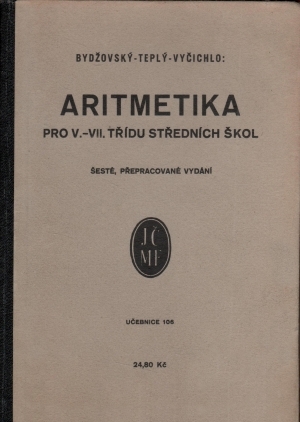 BYDŽOVSKÝ-TEPLÝ-VYČICHLO:
ARITMETIKA
PRO V.-VII. TŘÍDU STŘEDNÍCH ŠKOL
ŠESTÉ, PŘEPRACOVANÉ VYDÁNÍ
JČ
MF
UČEBNICE 106
24,80 Kč